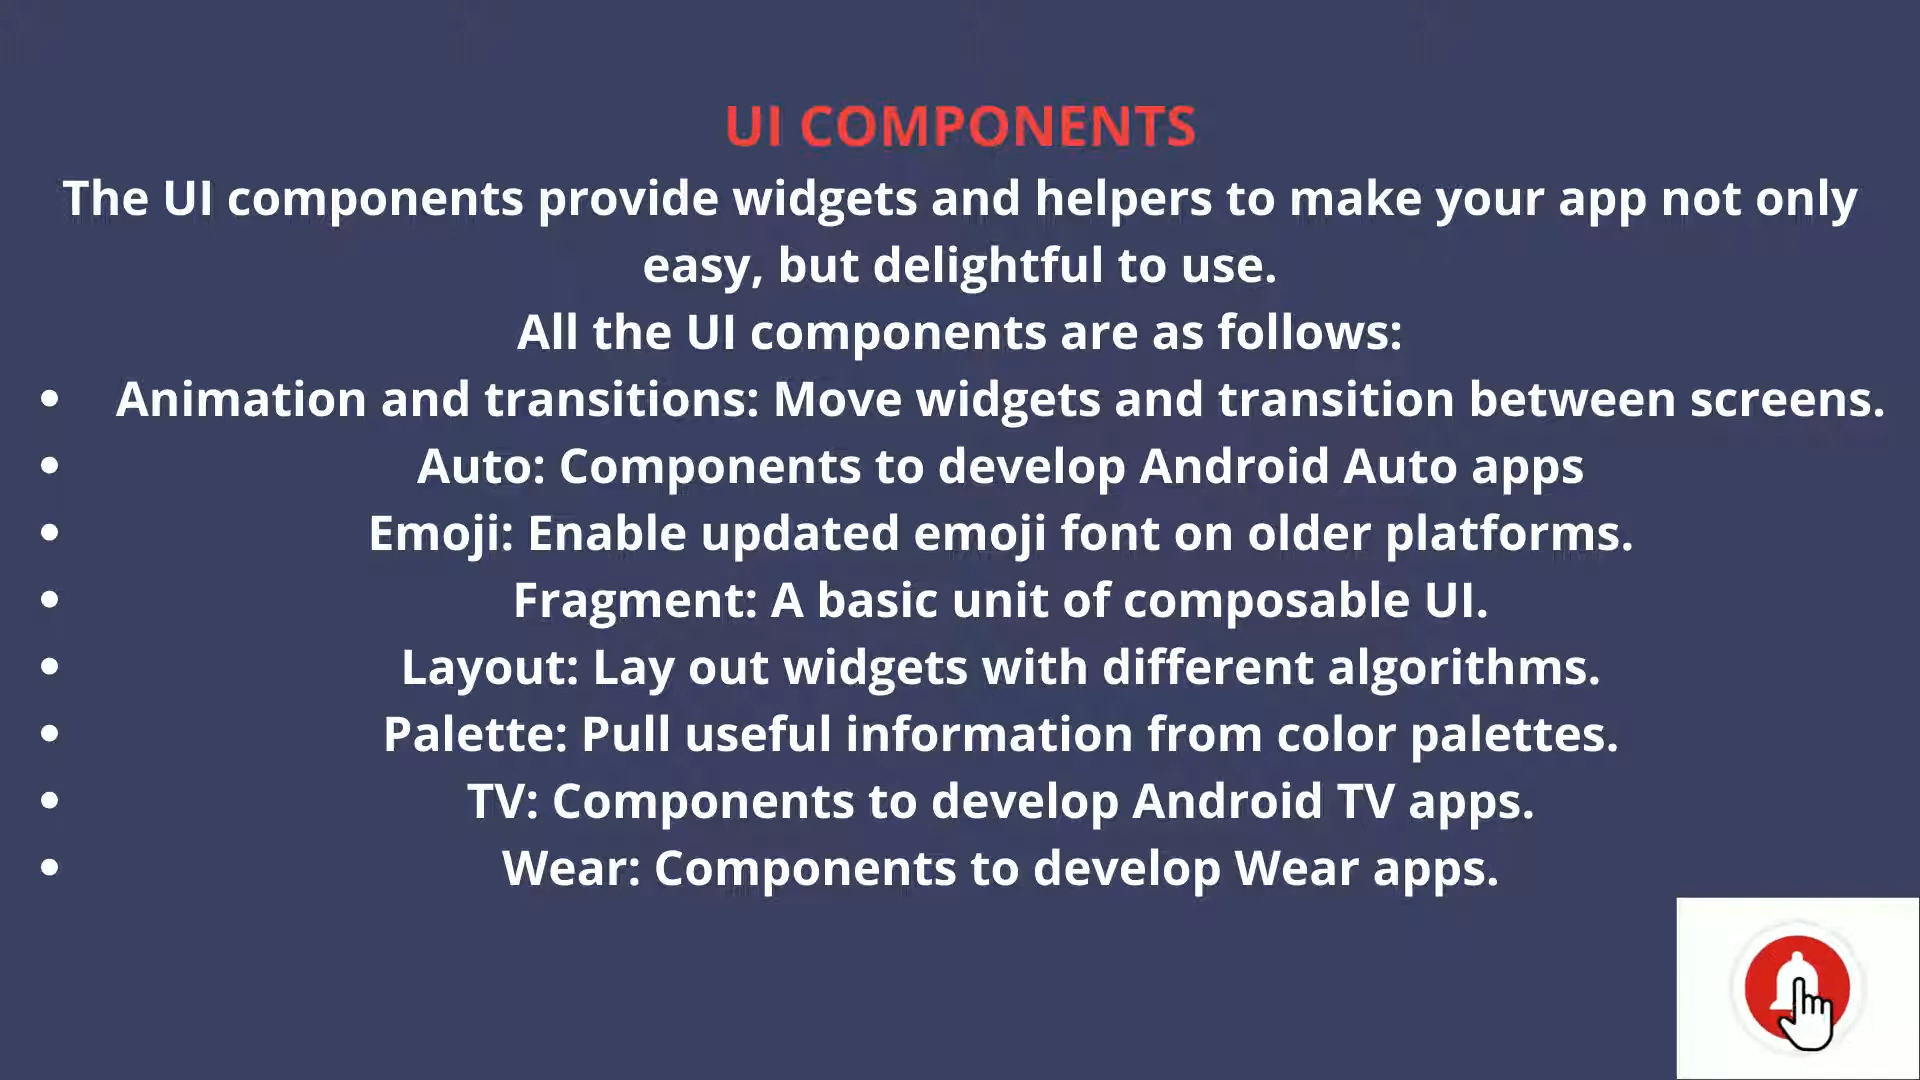 UI COMPONENTS
The UI components provide widgets and helpers to make your app not only
easy, but delightful to use.
All the UI components are as follows:
• Animation and transitions: Move widgets and transition between screens.
• Auto: Components to develop Android Auto apps
• Emoji: Enable updated emoji font on older platforms.
• Fragment: A basic unit of composable UI.
• Layout: Lay out widgets with different algorithms.
• Palette: Pull useful information from color palettes.
• TV: Components to develop Android TV apps.
• Wear: Components to develop Wear apps.